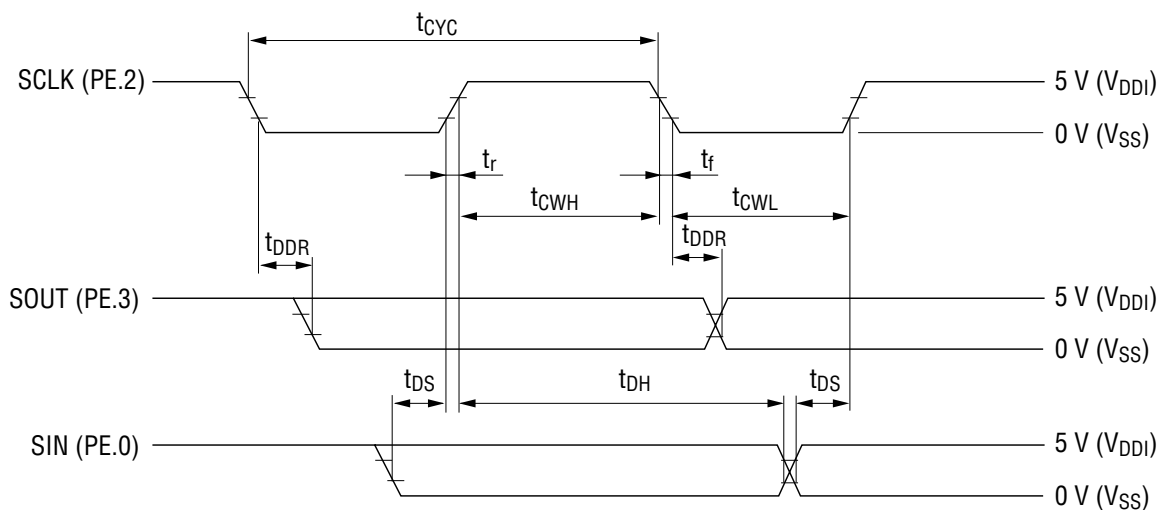 tCYC
SCLK (PE.2)
5 V (VDDI)
0 V (VSS)
tr
tf
tCWH
tCWL
tDDR
tDDR
SOUT (PE.3)
5 V (VDDI)
0 V (VSS)
tDS
tDH
tDS
SIN (PE.0)
5 V (VDDI)
0 V (VSS)